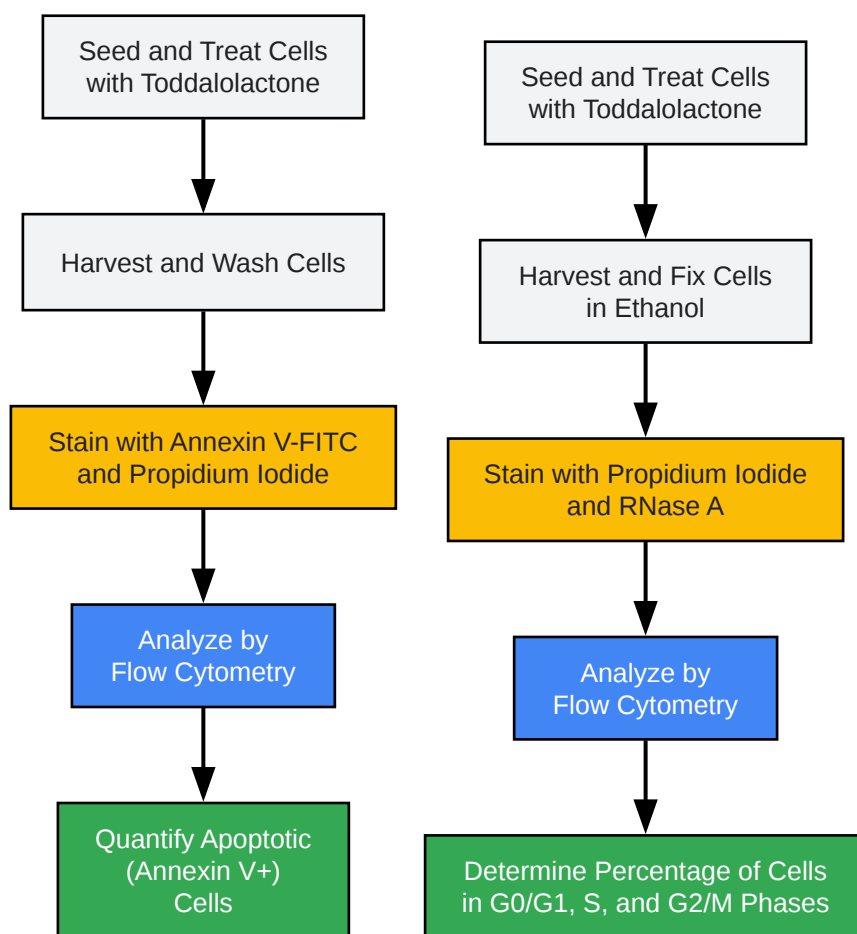 Seed and Treat Cells
with Toddalolactone
Harvest and Wash Cells
Stain with Annexin V-FITC
and Propidium Iodide
Analyze by
Flow Cytometry
Quantify Apoptotic
(Annexin V+)
Cells
Seed and Treat Cells
with Toddalolactone
Harvest and Fix Cells
in Ethanol
Stain with Propidium Iodide
and RNase A
Analyze by
Flow Cytometry
Determine Percentage of Cells
in G0/G1, S, and G2/M Phases